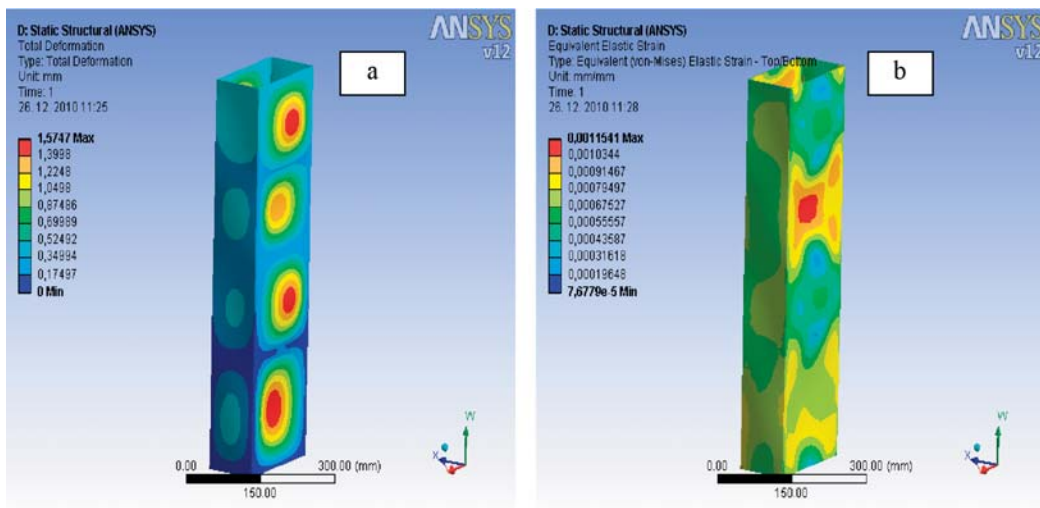 D: Static Structural (ANSYS)
Total Deformation
Type: Total Deformation
Unit: mm
Time: 1
26. 12. 2010 11:25
ANSYS
v12
a
1,5747 Max
1,3998
1,2248
1,0498
0,87486
0,69989
0,52492
0,34994
0,17497
0 Min
W
X
0.00
300.00 (mm)
150.00
D: Static Structural (ANSYS)
Equivalent Elastic Strain
Type: Equivalent (von-Mises) Elastic Strain - Top/Bottom
Unit: mm/mm
Time: 1
26. 12. 2010 11:28
ANSYS
v12
b
0,0011541 Max
0,0010344
0,00091467
0,00079497
0,00067527
0,00055557
0,00043587
0,00031618
0,00019648
7,6779e-5 Min
W
X
0.00
300.00 (mm)
150.00